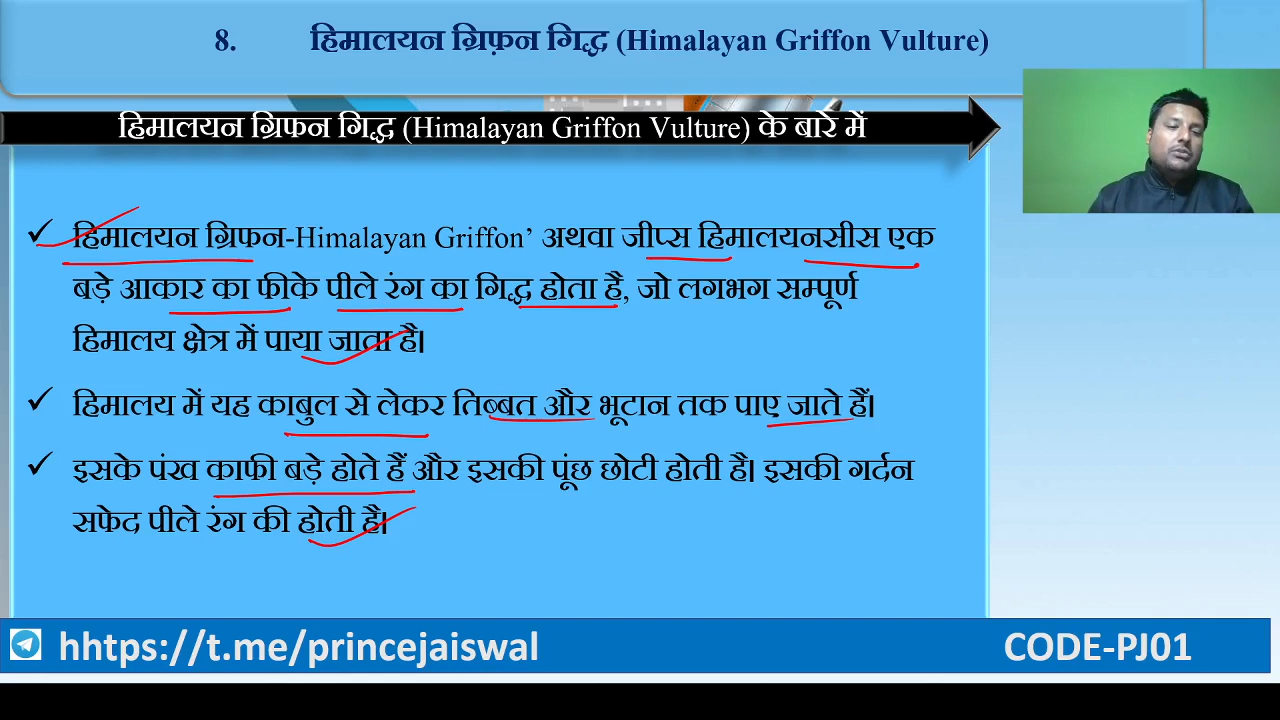 8. हिमालयन ग्रिफ़न गिद्ध (Himalayan Griffon Vulture)
हिमालयन ग्रिफन गिद्ध (Himalayan Griffon Vulture) के बारे में
✓ हिमालयन ग्रिफन-Himalayan Griffon’ अथवा जीप्स हिमालयनसीस एक
बड़े आकार का फीके पीले रंग का गिद्ध होता है, जो लगभग सम्पूर्ण
हिमालय क्षेत्र में पाया जाता है।
✓ हिमालय में यह काबुल से लेकर तिब्बत और भूटान तक पाए जाते हैं।
✓ इसके पंख काफी बड़े होते हैं और इसकी पूंछ छोटी होती है। इसकी गर्दन
सफेद पीले रंग की होती है।
hhtps://t.me/princejaiswal CODE-PJ01